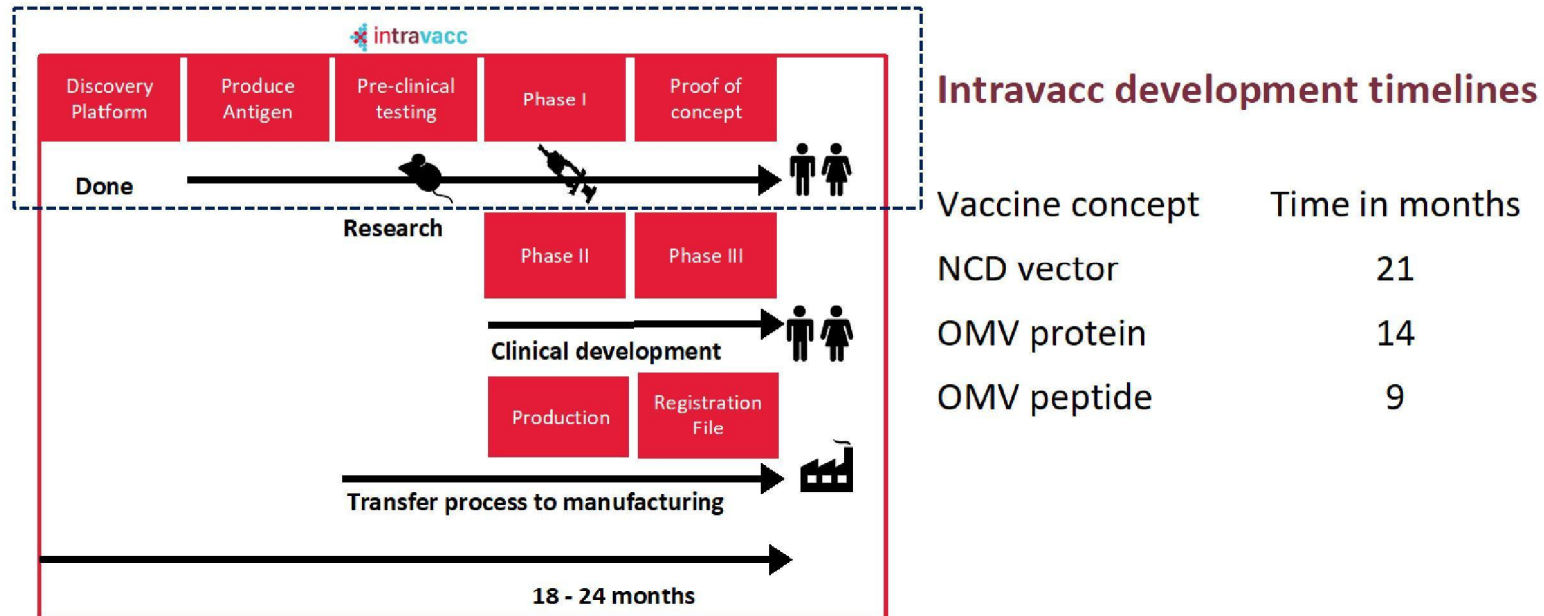 intravacc
Discovery
Platform
Produce
Antigen
Pre-clinical
testing
Phase I
Proof of
concept
Done
Research
Phase II
Phase III
Clinical development
Production
Registration
File
Transfer process to manufacturing
18 - 24 months
Intravacc development timelines
Vaccine concept Time in months
NCD vector 21
OMV protein 14
OMV peptide 9